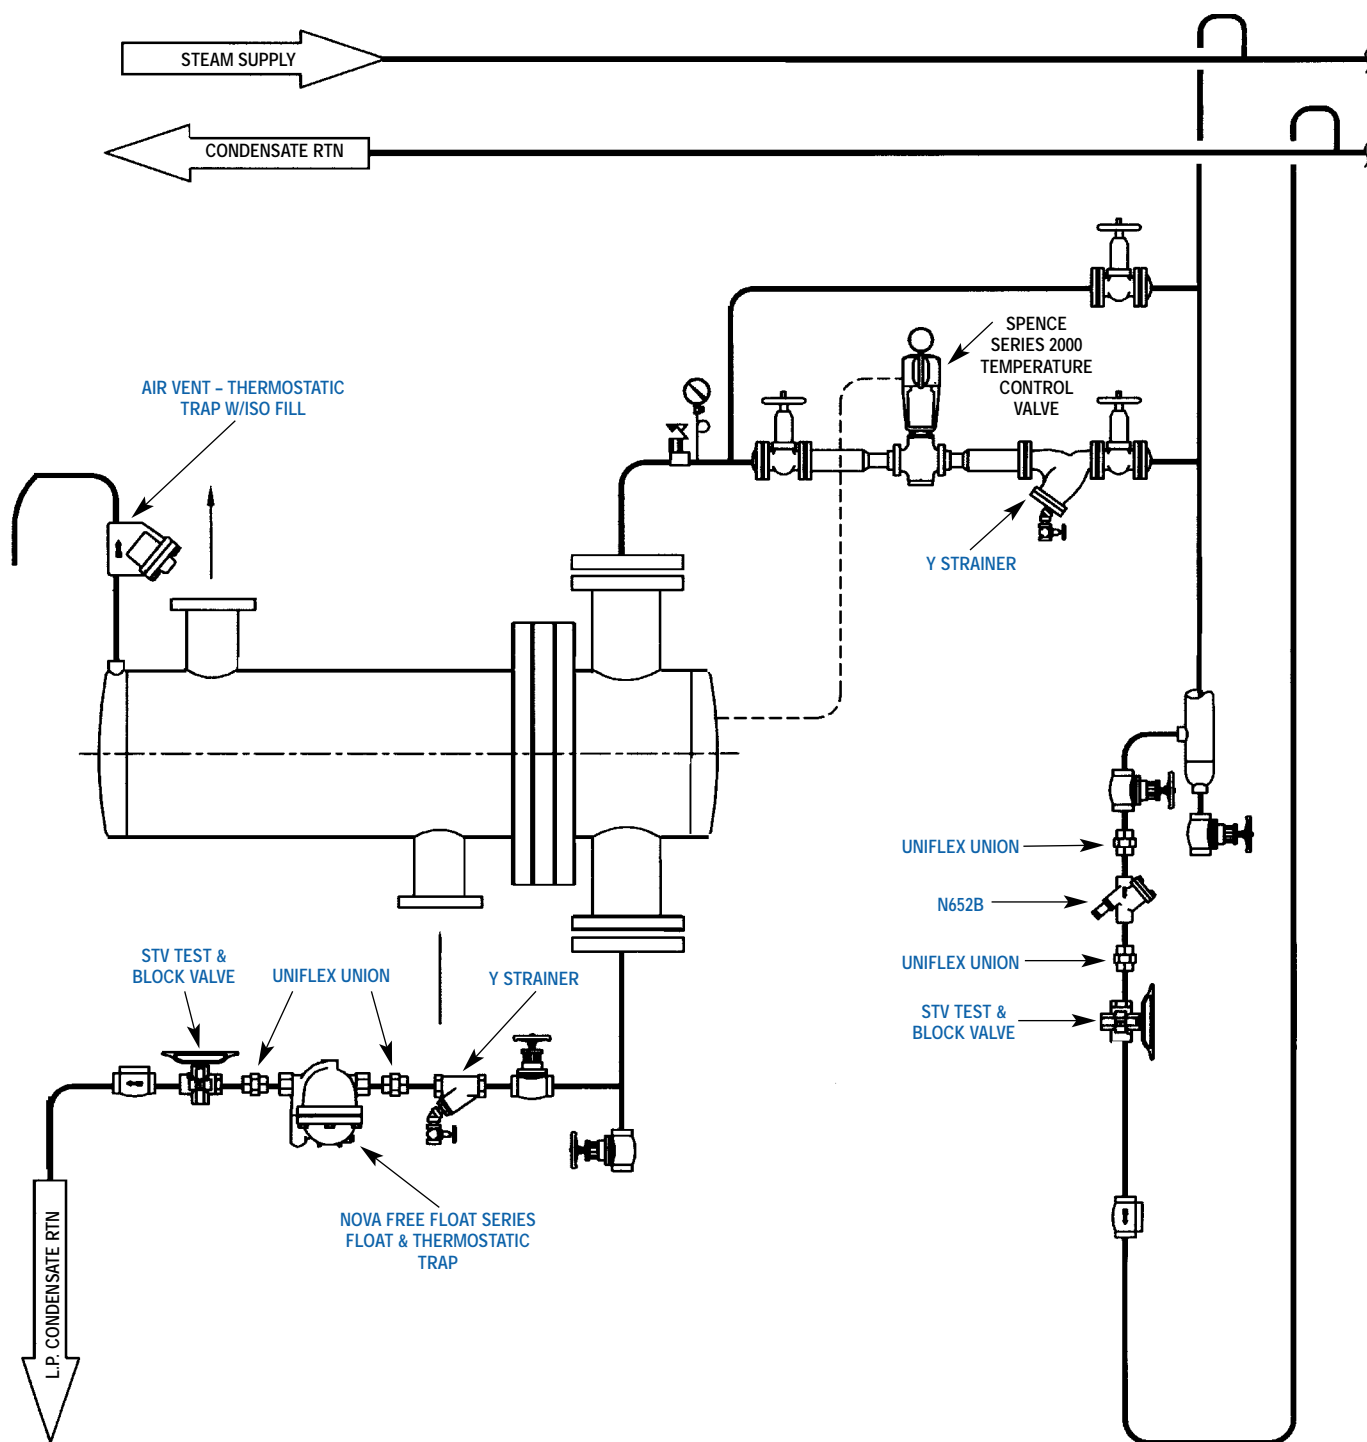 STEAM SUPPLY
CONDENSATE RTN
SPENCE
SERIES 2000
TEMPERATURE
CONTROL
VALVE
AIR VENT – THERMOSTATIC
TRAP W/ISO FILL
Y STRAINER
UNIFLEX UNION
N652B
UNIFLEX UNION
STV TEST &
BLOCK VALVE
STV TEST &
BLOCK VALVE
UNIFLEX UNION
Y STRAINER
NOVA FREE FLOAT SERIES
FLOAT & THERMOSTATIC
TRAP
L.P. CONDENSATE RTN